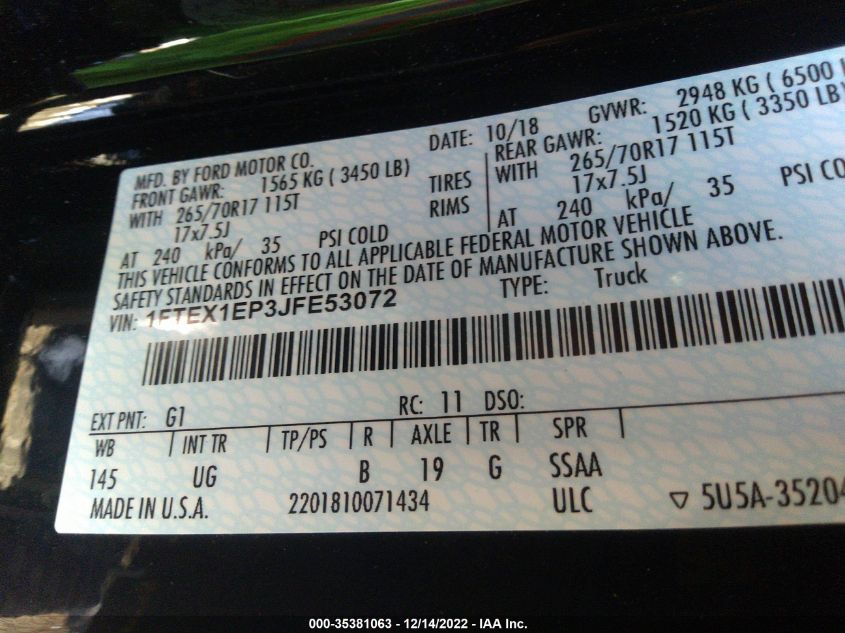 MFD. BY FORD MOTOR CO. DATE: 10/18 GVWR: 2948 KG ( 6500
FRONT GAWR: 1565 KG ( 3450 LB) REAR GAWR: 1520 KG ( 3350 LB)
WITH 265/70R17 115T TIRES WITH 265/70R17 115T
17x7.5J RIMS 17x7.5J
AT 240 kPa/ 35 PSI COLD AT 240 kPa/ 35 PSI CO
THIS VEHICLE CONFORMS TO ALL APPLICABLE FEDERAL MOTOR VEHICLE
SAFETY STANDARDS IN EFFECT ON THE DATE OF MANUFACTURE SHOWN ABOVE.
VIN: 1FTEX1EP3JFE53072 TYPE: Truck
EXT PNT: G1 RC: 11 DSO:
WB INT TR TP/PS R AXLE TR SPR
145 UG B 19 G SSAA
MADE IN U.S.A. 2201810071434 ULC ▽ 5U5A-35204
000-35381063 - 12/14/2022 - IAA Inc.